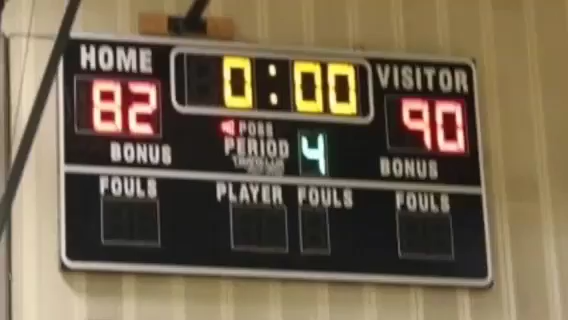 HOME 0:00 VISITOR
82 90
POSS
PERIOD 4
BONUS BONUS
FOULS PLAYER FOULS FOULS